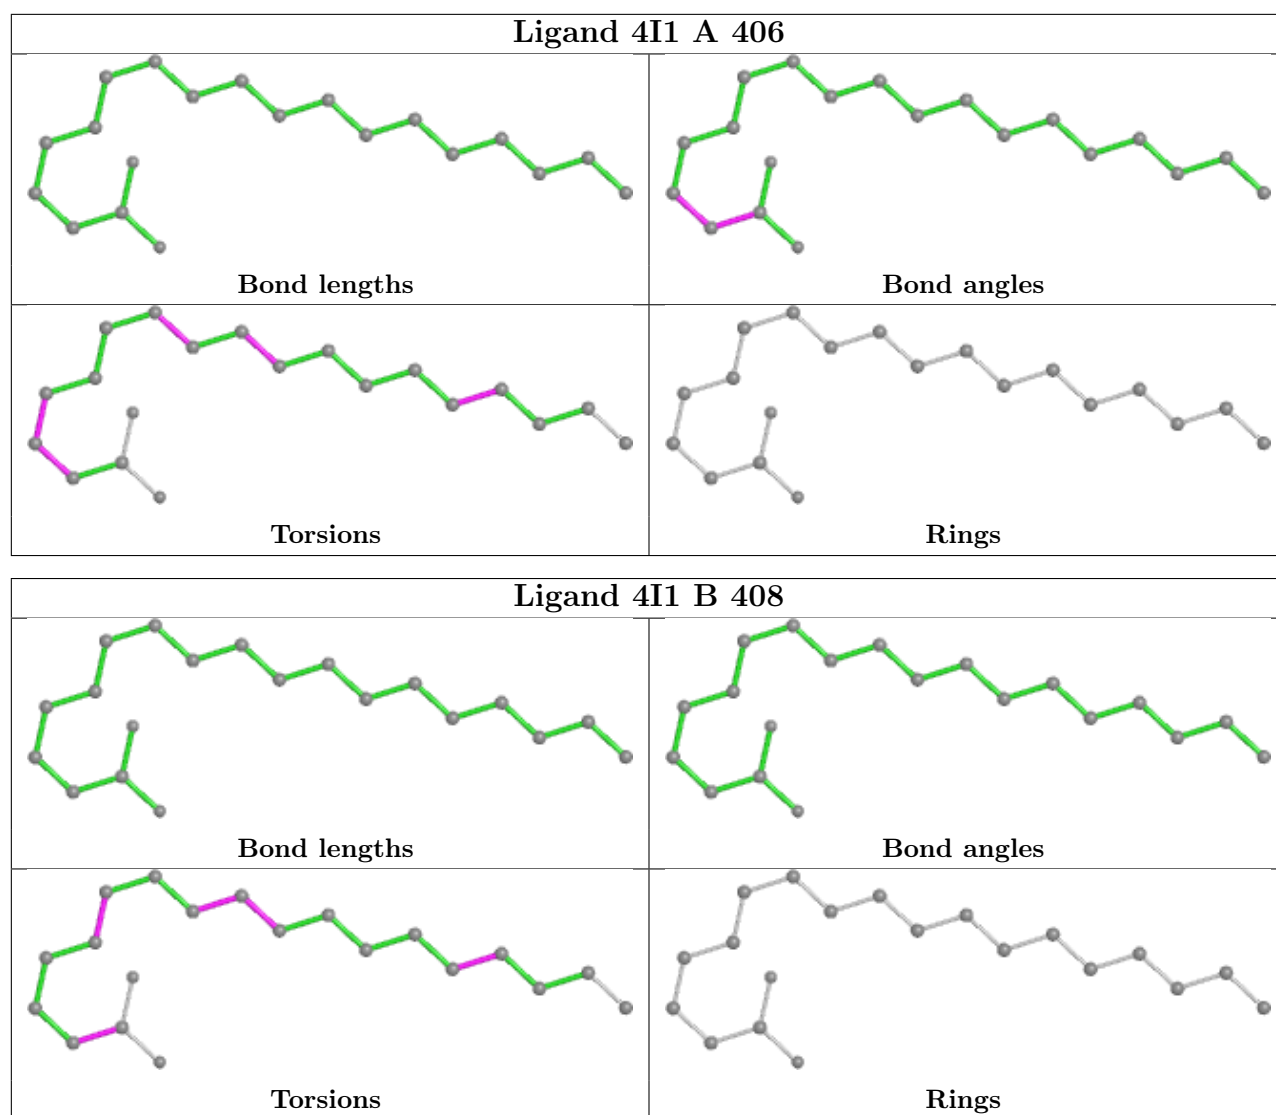 Ligand 4I1 A 406
Bond lengths
Bond angles
Torsions
Rings
Ligand 4I1 B 408
Bond lengths
Bond angles
Torsions
Rings